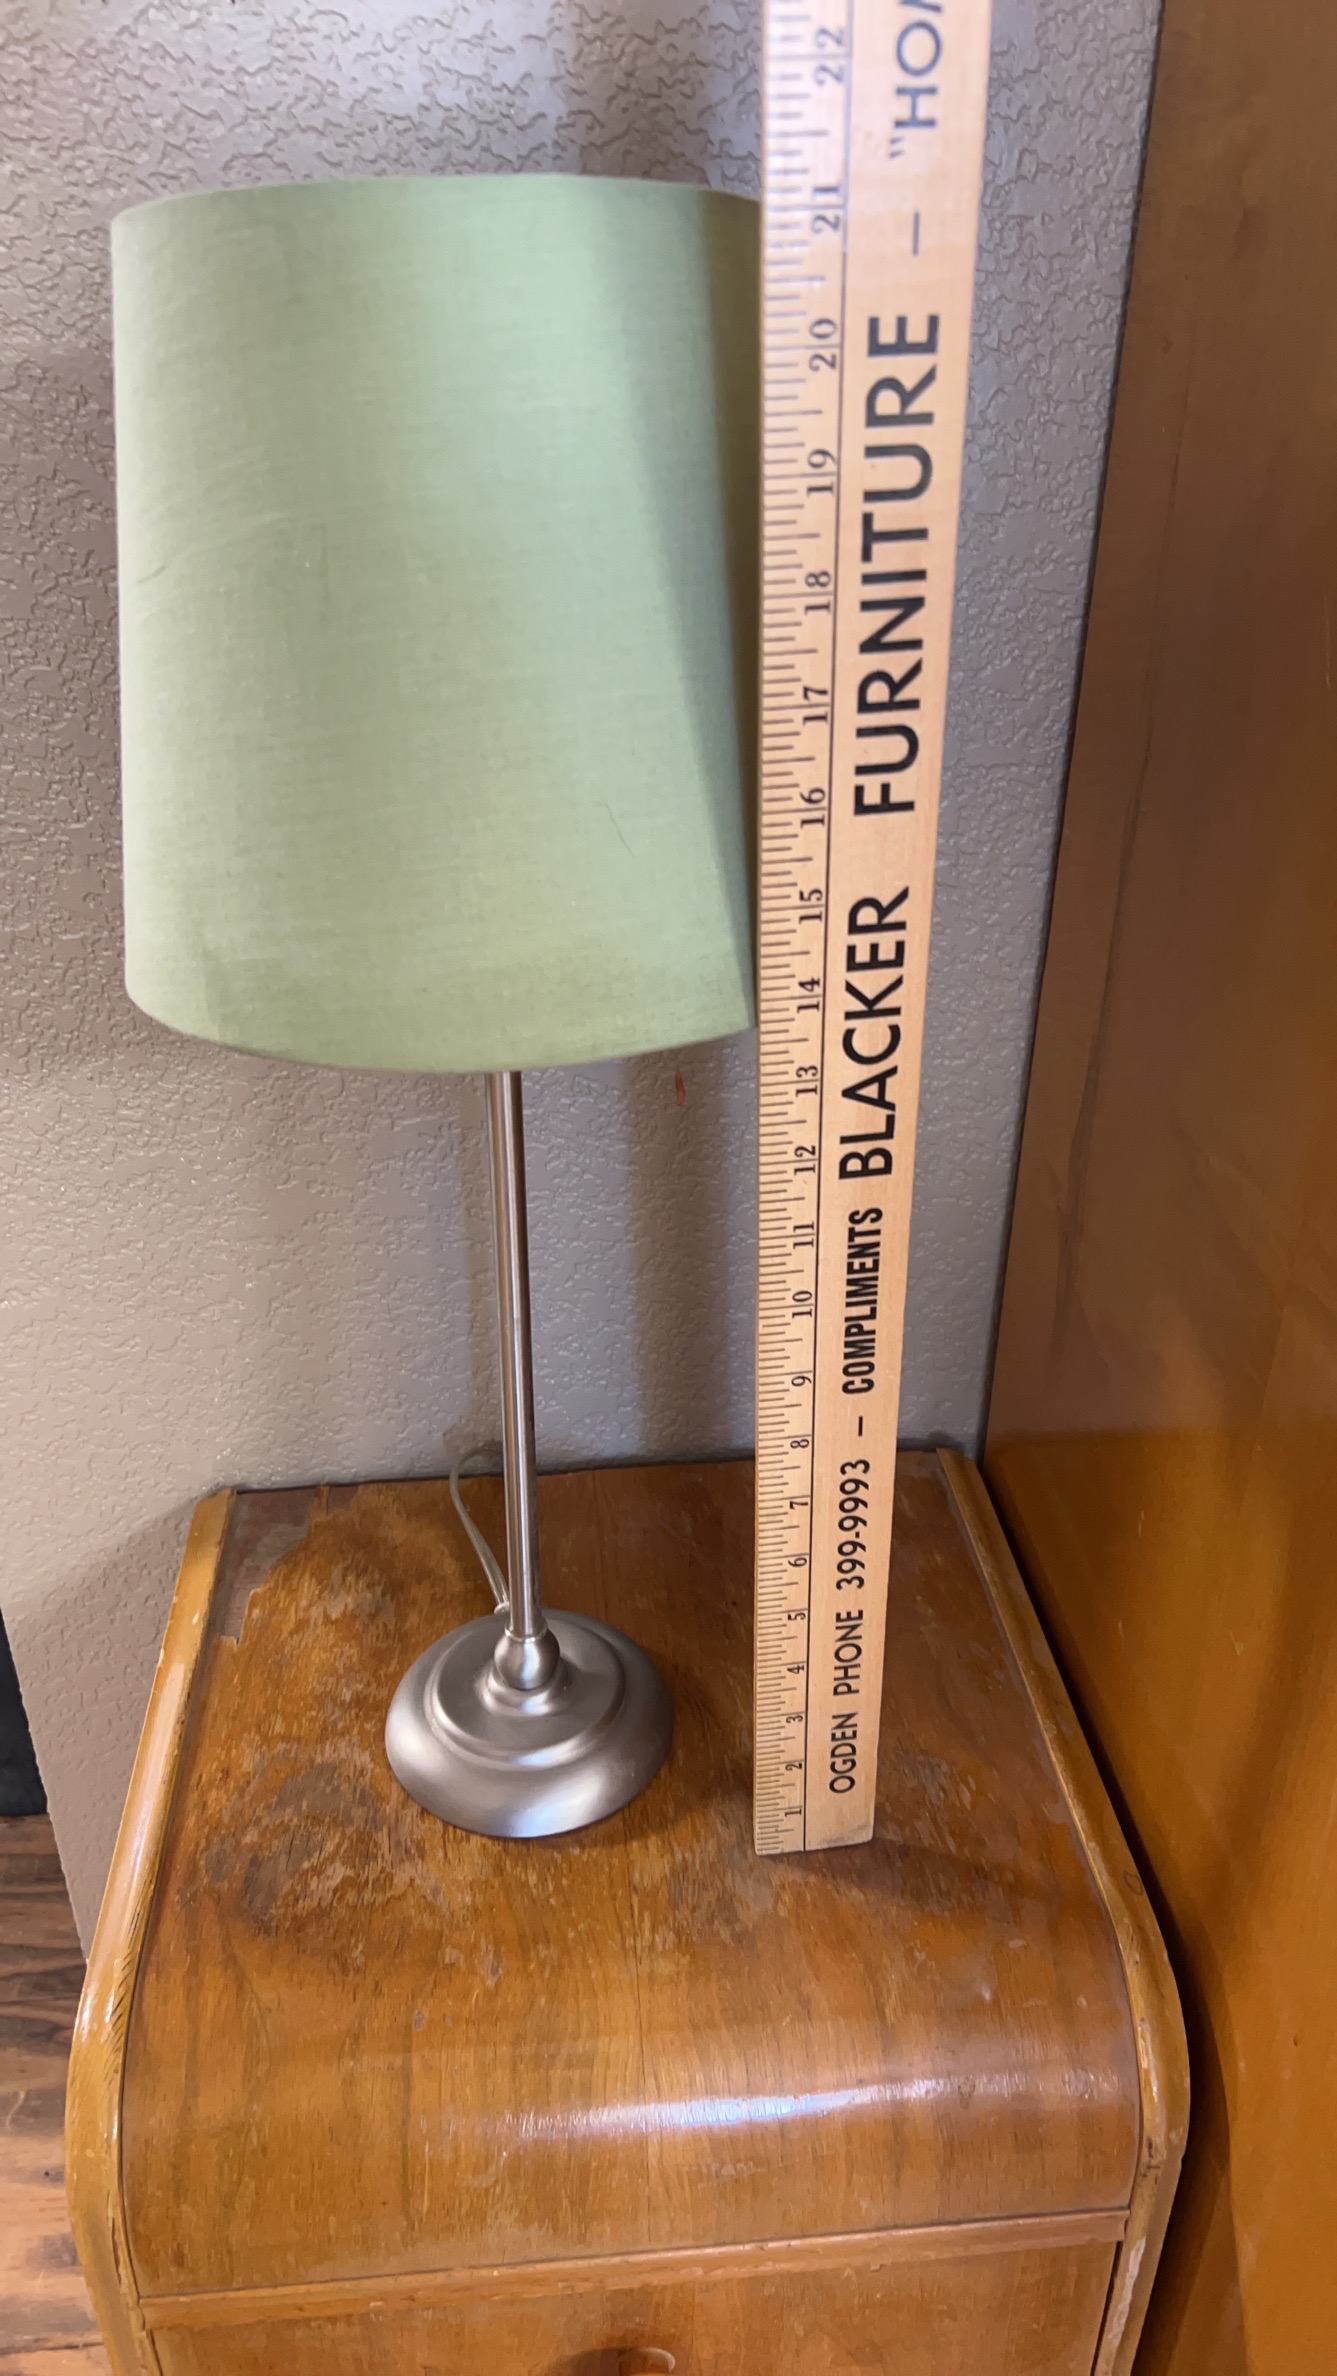 OGDEN PHONE 399-9993 — COMPLIMENTS BLACKER FURNITURE — "HOM
1 2 3 4 5 6 7 8 9 10 11 12 13 14 15 16 17 18 19 20 21 22